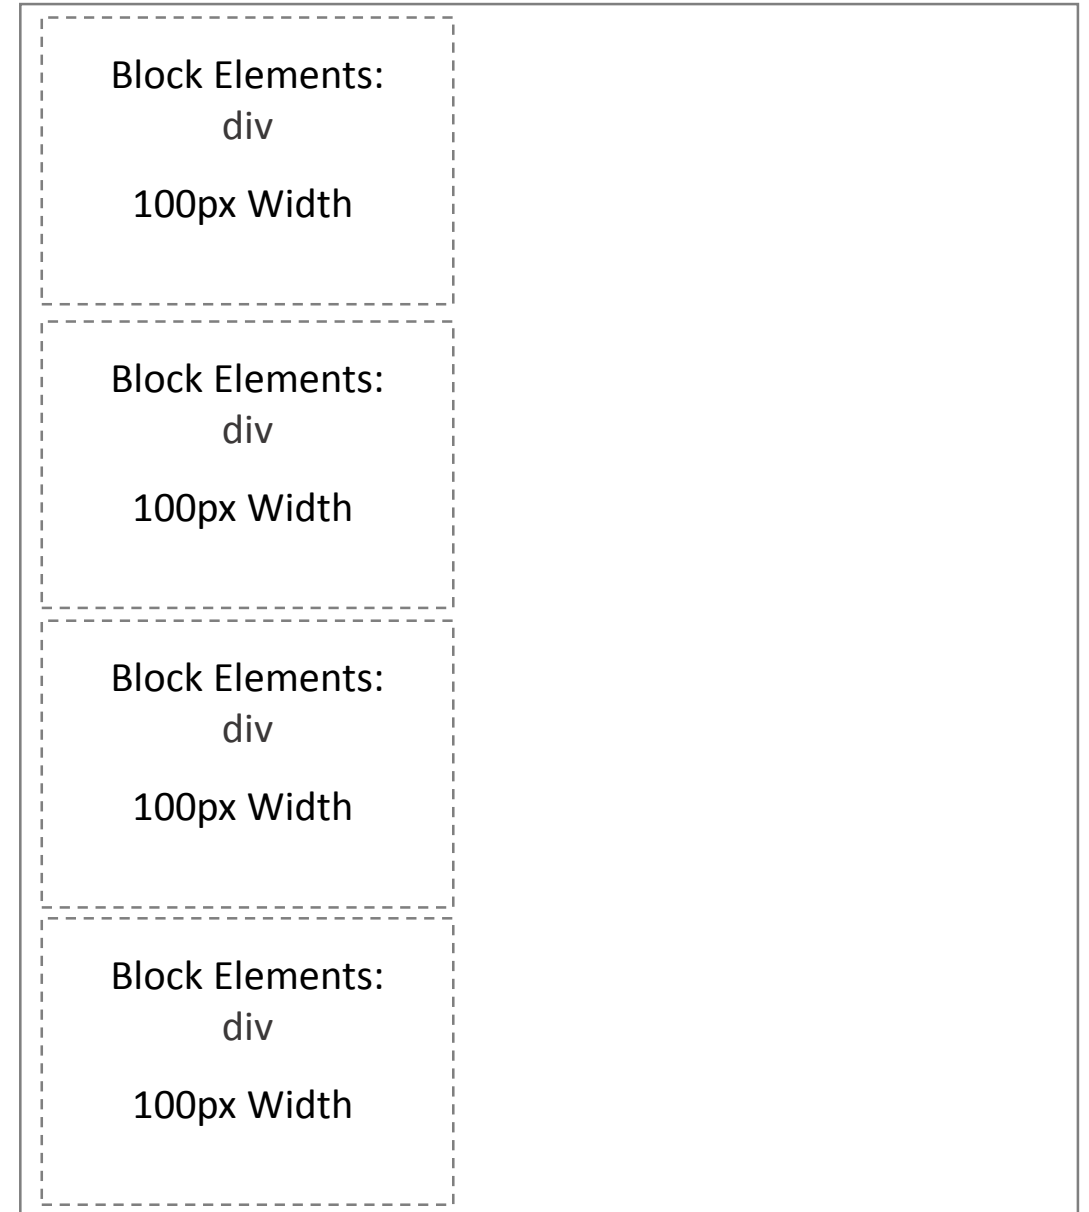 Block Elements:
div
100px Width
Block Elements:
div
100px Width
Block Elements:
div
100px Width
Block Elements:
div
100px Width